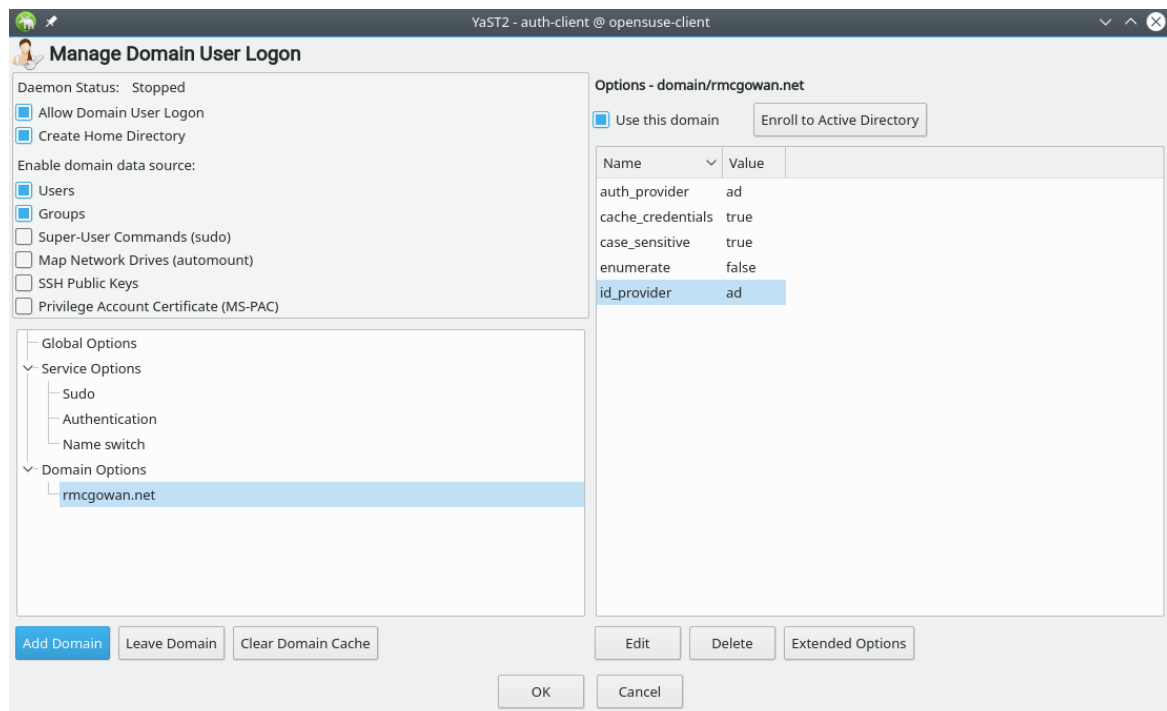 YaST2 - auth-client @ opensuse-client
Manage Domain User Logon
Daemon Status: Stopped
Allow Domain User Logon
Create Home Directory
Enable domain data source:
Users
Groups
Super-User Commands (sudo)
Map Network Drives (automount)
SSH Public Keys
Privilege Account Certificate (MS-PAC)
Global Options
Service Options
Sudo
Authentication
Name switch
Domain Options
rmcgowan.net
Add Domain Leave Domain Clear Domain Cache
Options - domain/rmcgowan.net
Use this domain Enroll to Active Directory
Name Value
auth_provider ad
cache_credentials true
case_sensitive true
enumerate false
id_provider ad
Edit Delete Extended Options
OK Cancel